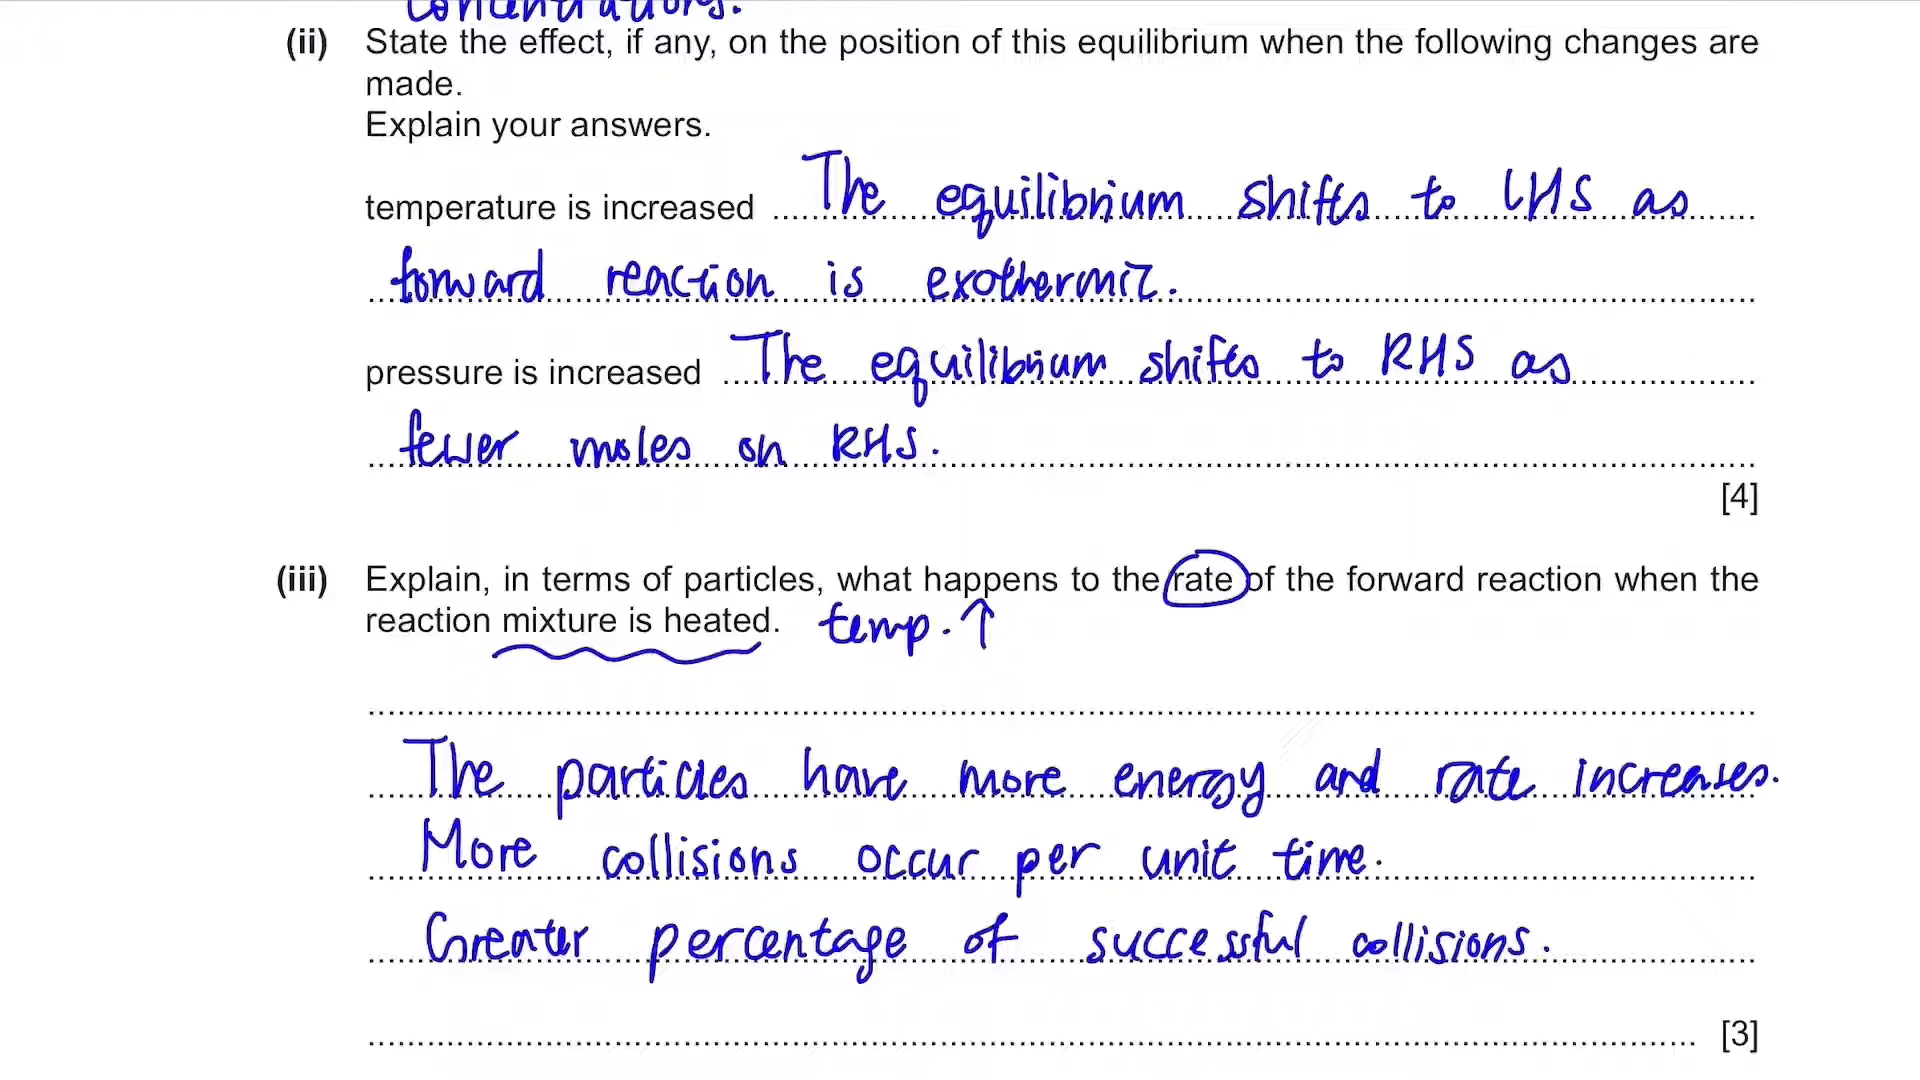 concentrations.
(ii) State the effect, if any, on the position of this equilibrium when the following changes are
made.
Explain your answers.
temperature is increased The equilibrium shifts to LHS as
forward reaction is exothermic.
pressure is increased The equilibrium shifts to RHS as
fewer moles on RHS.
[4]
(iii) Explain, in terms of particles, what happens to the rate of the forward reaction when the
reaction mixture is heated. temp. ↑
The particles have more energy and rate increases.
More collisions occur per unit time.
Greater percentage of successful collisions.
[3]